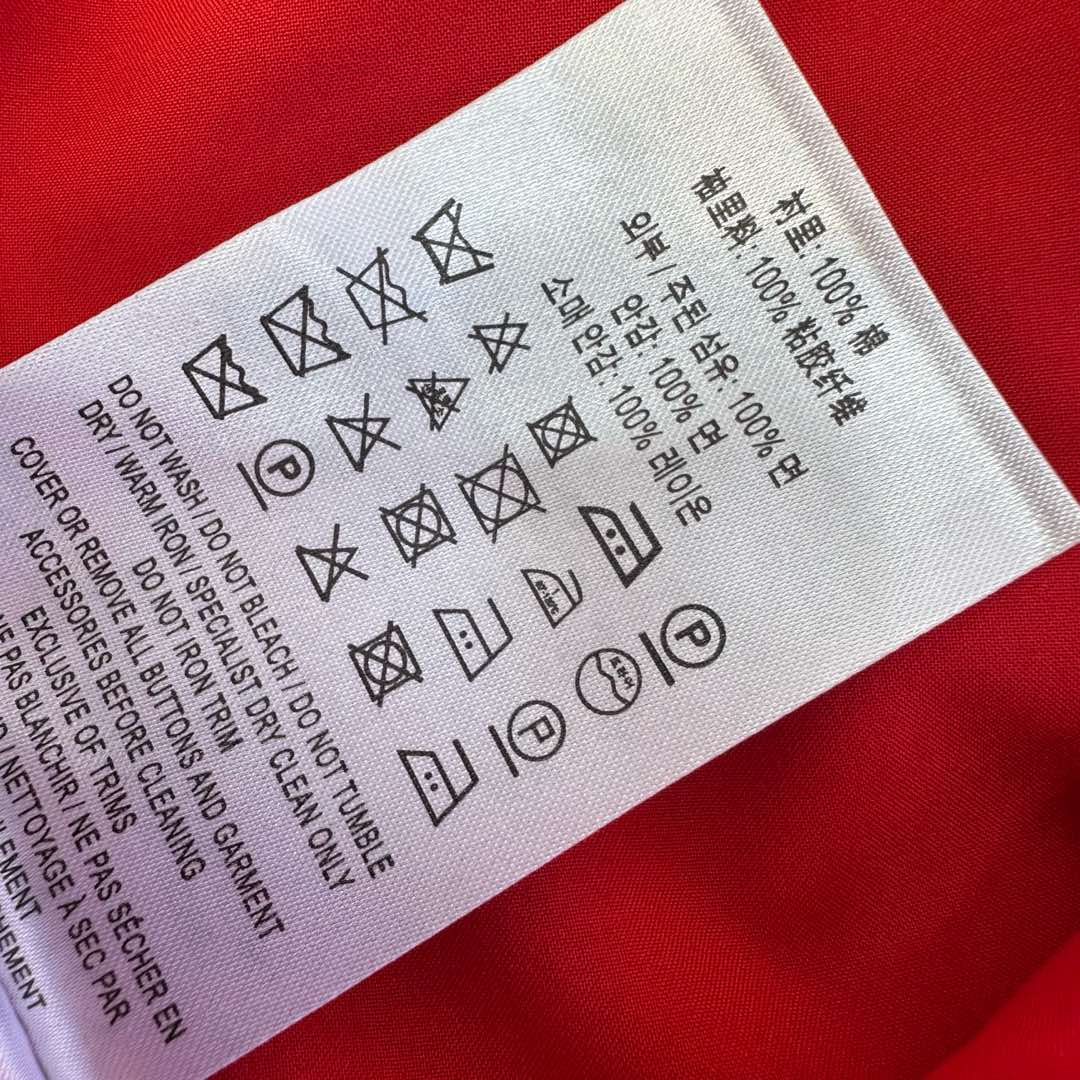 衬里: 100% 棉
袖里料: 100% 粘胶纤维
외부 / 주된 섬유: 100% 면
안감: 100% 면
소매 안감: 100% 레이온
P
P
P
DO NOT WASH / DO NOT BLEACH / DO NOT TUMBLE
DRY / WARM IRON / SPECIALIST DRY CLEAN ONLY
DO NOT IRON TRIM
COVER OR REMOVE ALL BUTTONS AND GARMENT
ACCESSORIES BEFORE CLEANING
EXCLUSIVE OF TRIMS
PAS BLANCHIR / NE PAS SÉCHER EN
/ NETTOYAGE À SEC PAR